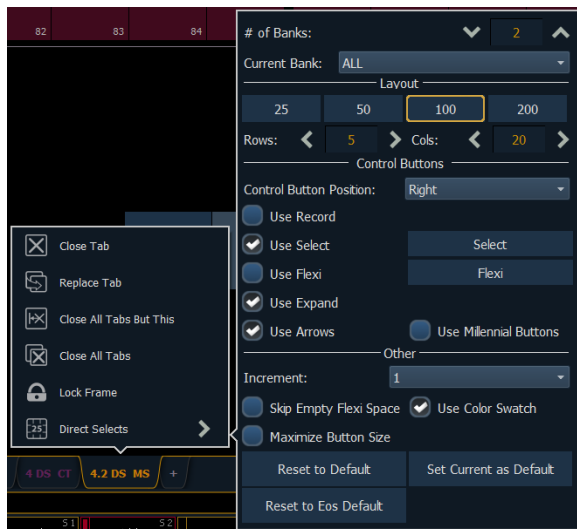 82 83 84
# of Banks: 2
Current Bank: ALL
Layout
25 50 100 200
Rows: 5 Cols: 20
Control Buttons
Control Button Position: Right
Use Record
Use Select Select
Use Flexi Flexi
Use Expand
Use Arrows Use Millennial Buttons
Other
Increment: 1
Skip Empty Flexi Space Use Color Swatch
Maximize Button Size
Reset to Default Set Current as Default
Reset to Eos Default
Close Tab
Replace Tab
Close All Tabs But This
Close All Tabs
Lock Frame
25 Direct Selects
4 DS CT 4.2 DS MS +
S 1 S 2